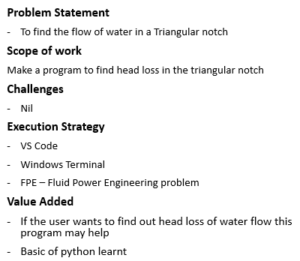 Problem Statement
- To find the flow of water in a Triangular notch
Scope of work
Make a program to find head loss in the triangular notch
Challenges
- Nil
Execution Strategy
- VS Code
- Windows Terminal
- FPE – Fluid Power Engineering problem
Value Added
- If the user wants to find out head loss of water flow this
program may help
- Basic of python learnt